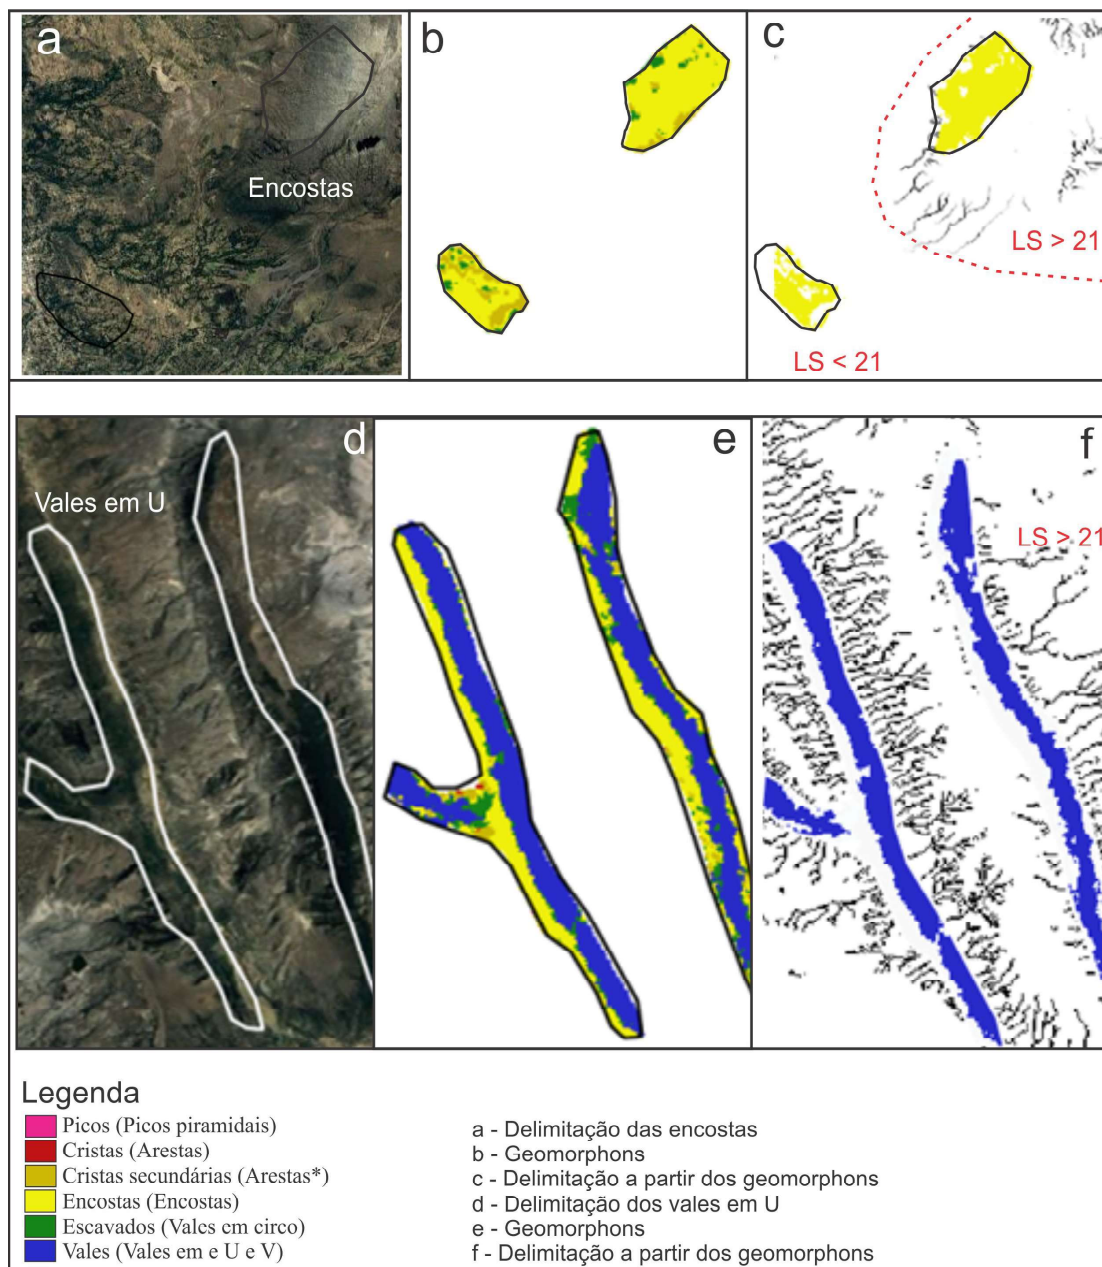 a
b
c
Encostas
LS > 21
LS < 21
d
e
f
Vales em U
LS > 21
Legenda
Picos (Picos piramidais)
Cristas (Arestas)
Cristas secundárias (Arestas*)
Encostas (Encostas)
Escavados (Vales em circo)
Vales (Vales em e U e V)
a - Delimitação das encostas
b - Geomorphons
c - Delimitação a partir dos geomorphons
d - Delimitação dos vales em U
e - Geomorphons
f - Delimitação a partir dos geomorphons